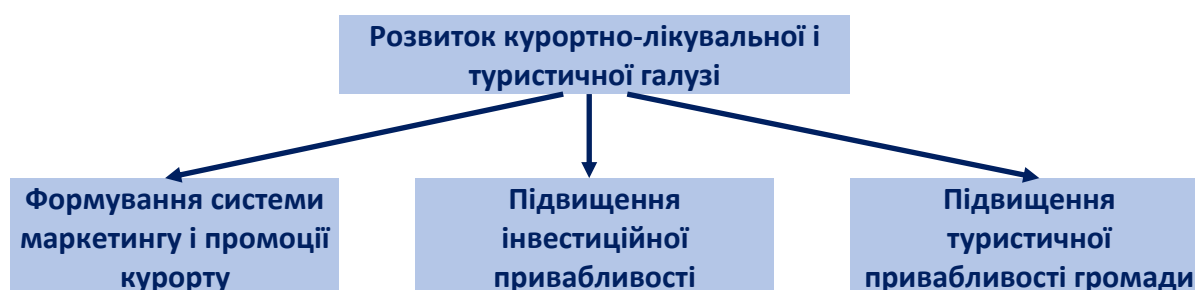 Розвиток курортно-лікувальної і
туристичної галузі
Формування системи
маркетингу і промоції
курорту
Підвищення
інвестиційної
привабливості
Підвищення
туристичної
привабливості громади